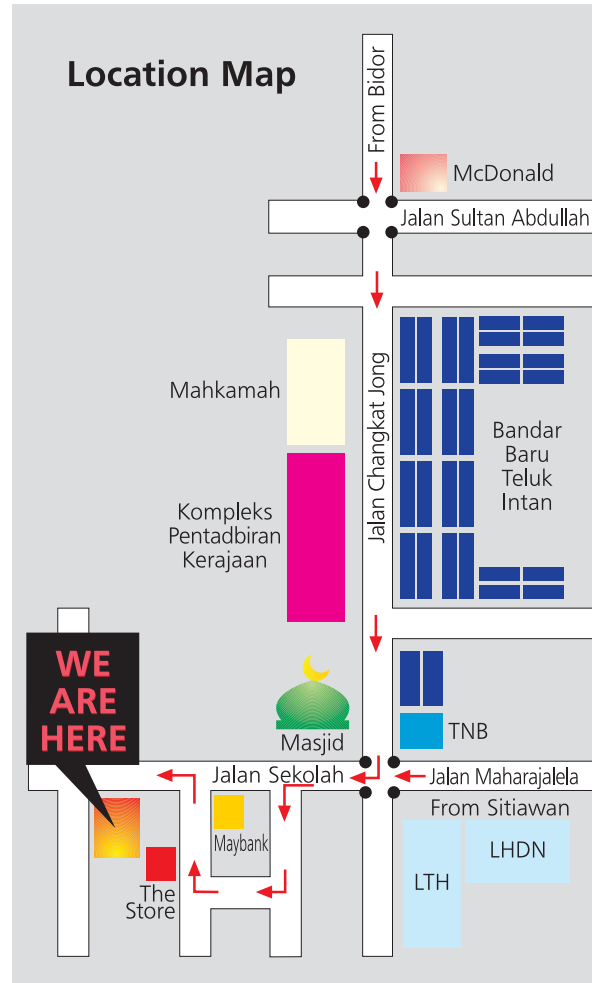 Location Map
From Bidor
McDonald
Jalan Sultan Abdullah
Jalan Changkat Jong
Mahkamah
Bandar
Baru
Teluk
Intan
Kompleks
Pentadbiran
Kerajaan
WE
ARE
HERE
Masjid
TNB
Jalan Sekolah
Jalan Maharajalela
From Sitiawan
Maybank
LHDN
LTH
The
Store